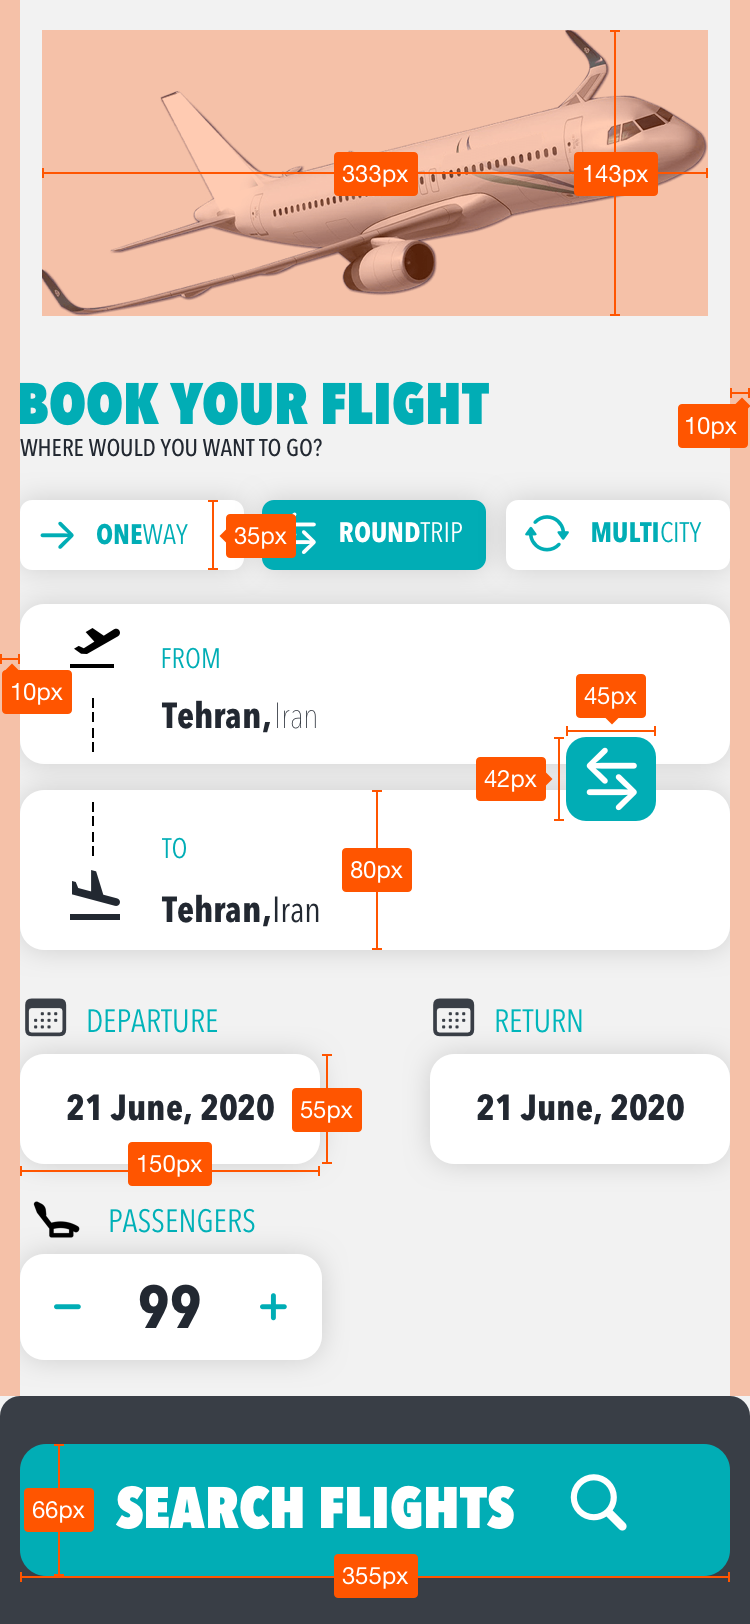 333px
143px
BOOK YOUR FLIGHT
10px
WHERE WOULD YOU WANT TO GO?
ONEWAY
35px
ROUNDTRIP
MULTICITY
FROM
10px
45px
Tehran, Iran
42px
TO
80px
Tehran,Iran
DEPARTURE
RETURN
21 June, 2020
55px
21 June, 2020
150px
PASSENGERS
− 99 +
66px
SEARCH FLIGHTS
355px